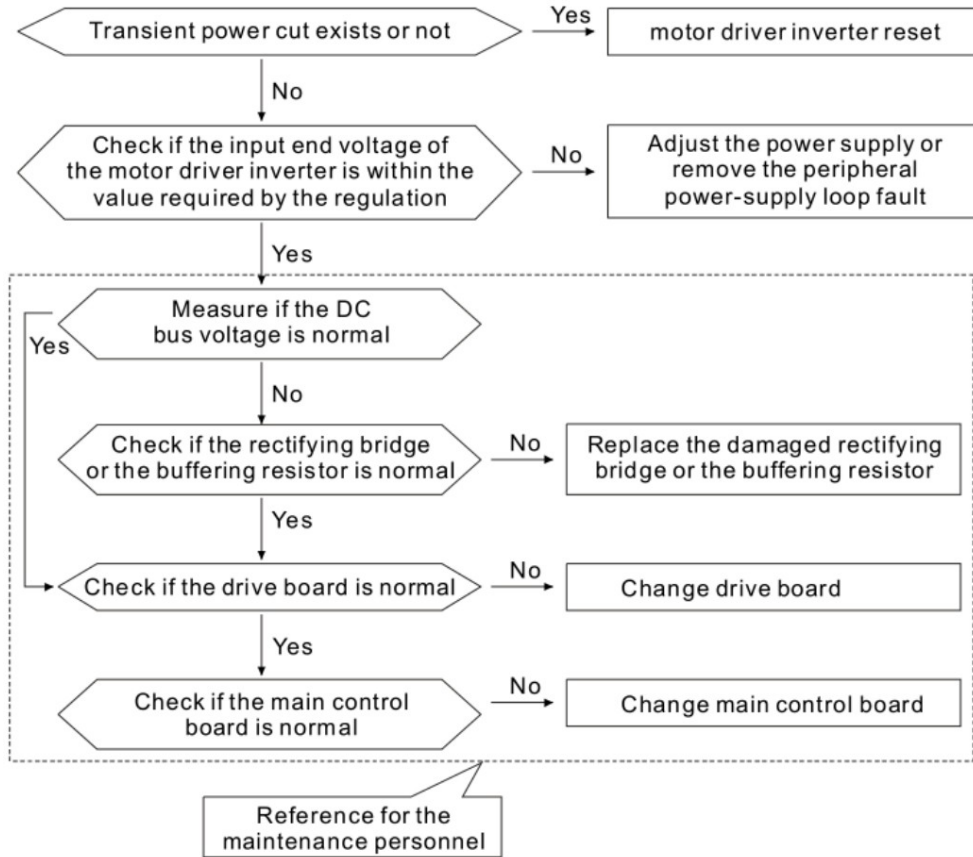 Transient power cut exists or not
Yes
motor driver inverter reset
No
Check if the input end voltage of
the motor driver inverter is within the
value required by the regulation
No
Adjust the power supply or
remove the peripheral
power-supply loop fault
Yes
Measure if the DC
bus voltage is normal
Yes
No
Check if the rectifying bridge
or the buffering resistor is normal
No
Replace the damaged rectifying
bridge or the buffering resistor
Yes
Check if the drive board is normal
No
Change drive board
Yes
Check if the main control
board is normal
No
Change main control board
Reference for the
maintenance personnel